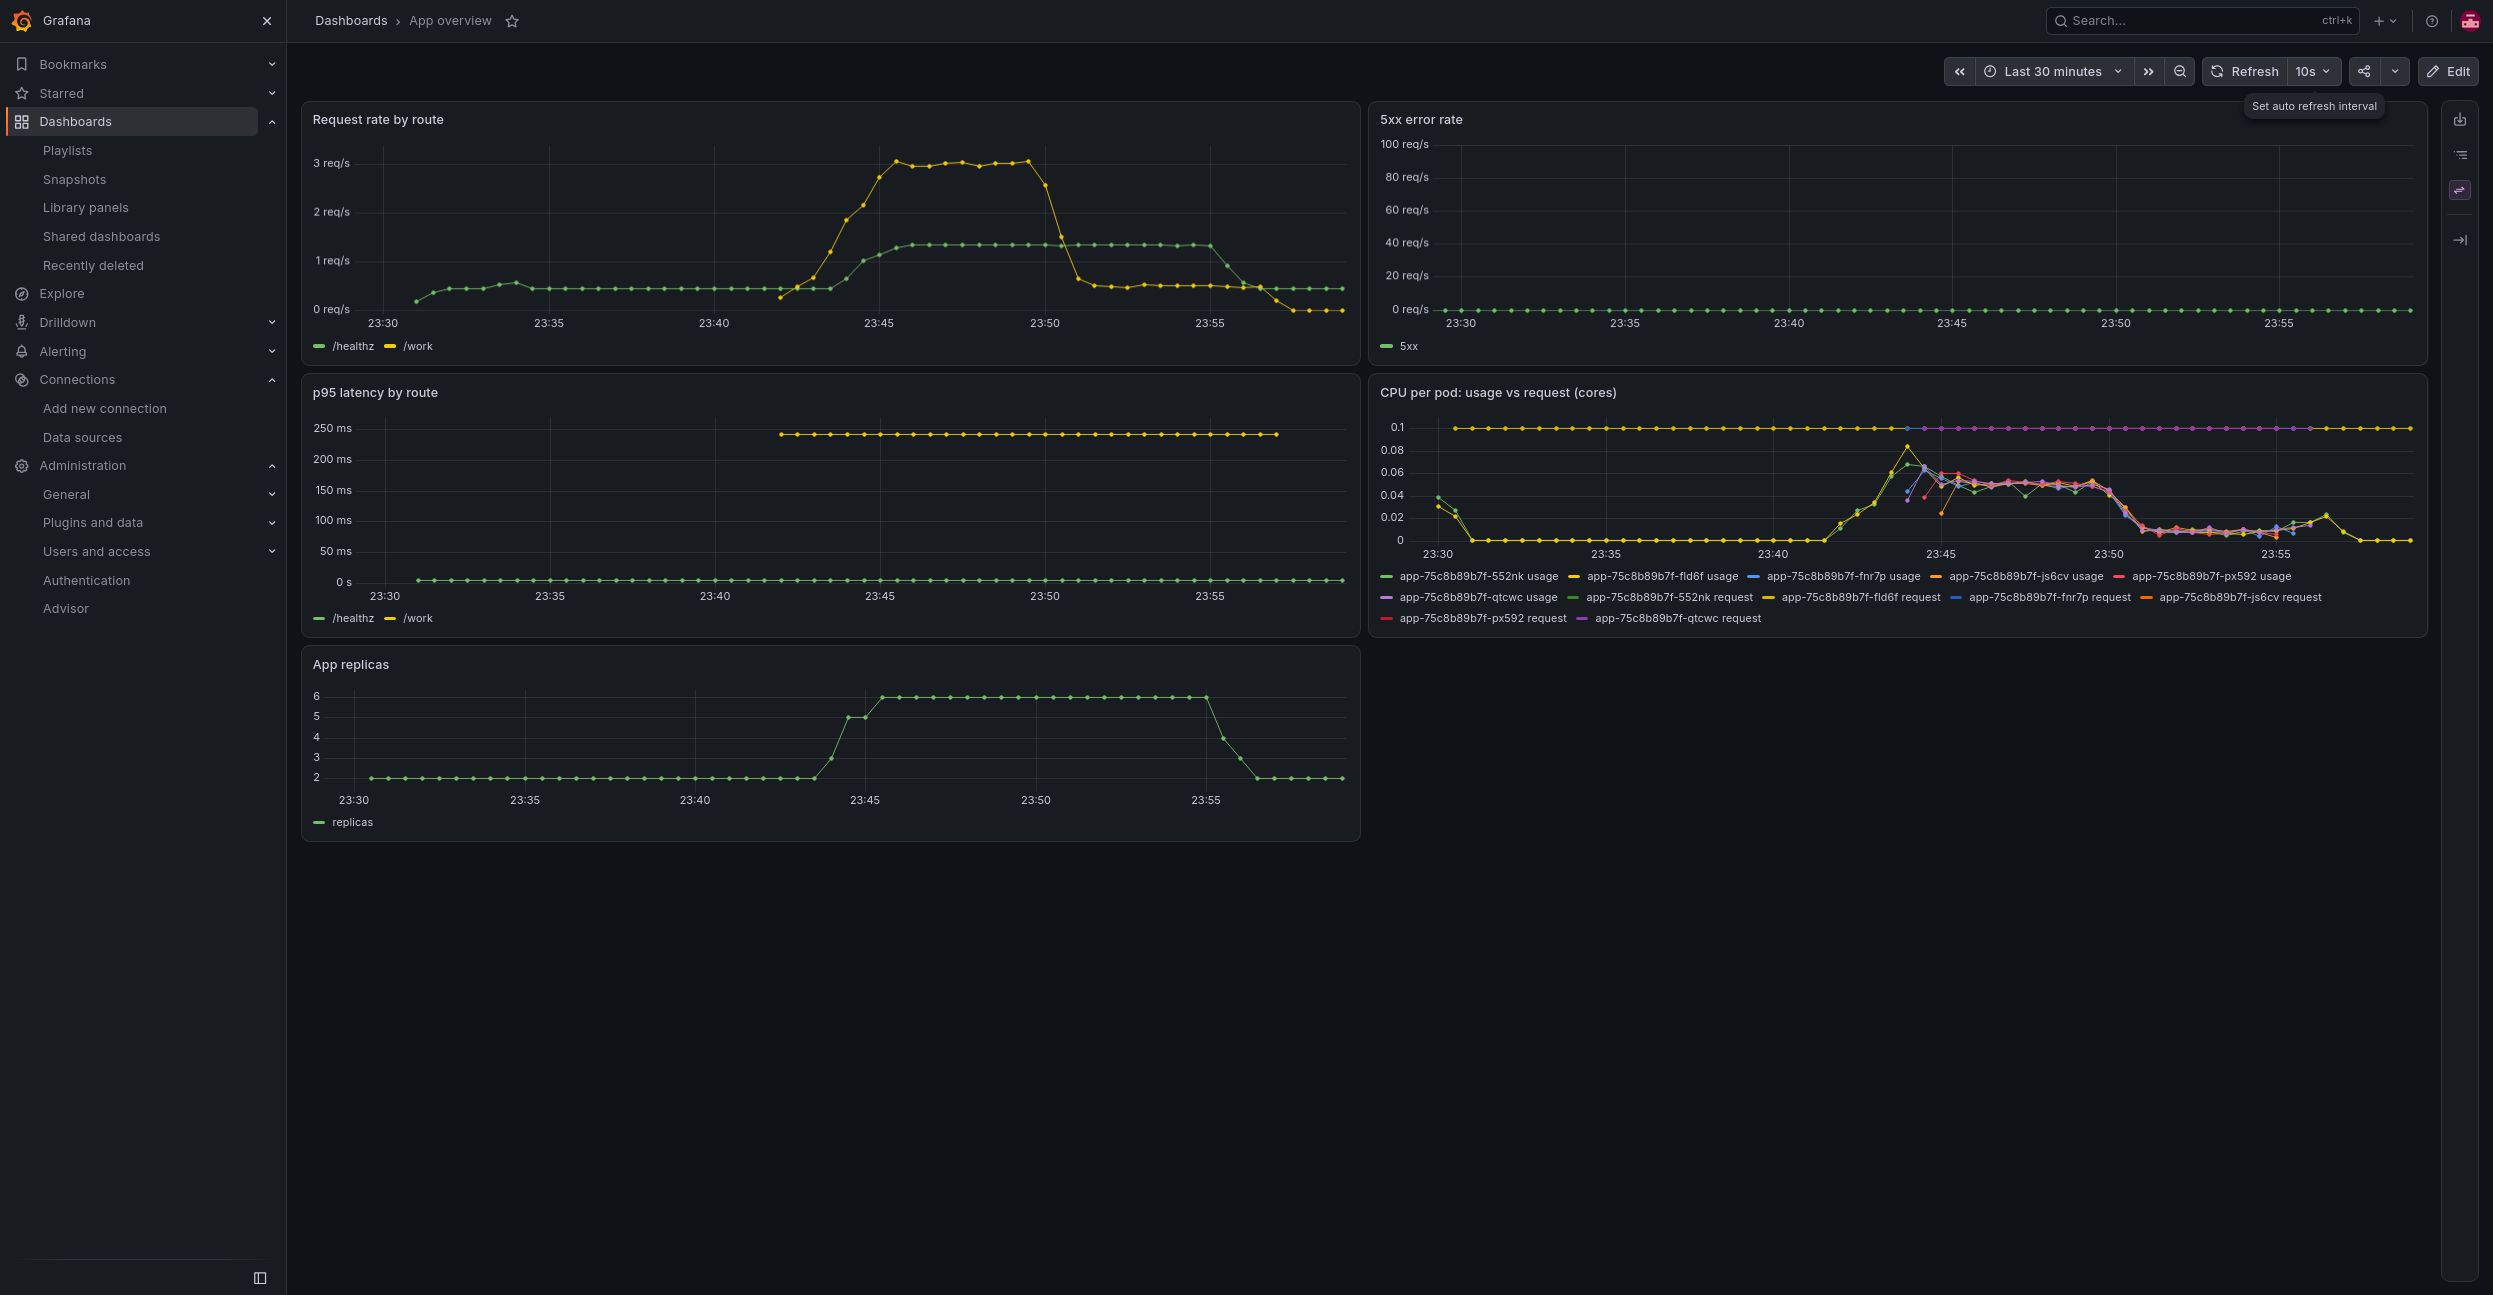 Grafana
Dashboards › App overview
Search...
ctrl+k
Bookmarks
Starred
Dashboards
Playlists
Snapshots
Library panels
Shared dashboards
Recently deleted
Explore
Drilldown
Alerting
Connections
Add new connection
Data sources
Administration
General
Plugins and data
Users and access
Authentication
Advisor
Last 30 minutes
Refresh
10s
Edit
Set auto refresh interval
Request rate by route
3 req/s
2 req/s
1 req/s
0 req/s
23:30 23:35 23:40 23:45 23:50 23:55
/healthz /work
5xx error rate
100 req/s
80 req/s
60 req/s
40 req/s
20 req/s
0 req/s
23:30 23:35 23:40 23:45 23:50 23:55
5xx
p95 latency by route
250 ms
200 ms
150 ms
100 ms
50 ms
0 s
23:30 23:35 23:40 23:45 23:50 23:55
/healthz /work
CPU per pod: usage vs request (cores)
0.1
0.08
0.06
0.04
0.02
0
23:30 23:35 23:40 23:45 23:50 23:55
app-75c8b89b7f-552nk usage app-75c8b89b7f-fld6f usage app-75c8b89b7f-fnr7p usage app-75c8b89b7f-js6cv usage app-75c8b89b7f-px592 usage
app-75c8b89b7f-qtcwc usage app-75c8b89b7f-552nk request app-75c8b89b7f-fld6f request app-75c8b89b7f-fnr7p request app-75c8b89b7f-js6cv request
app-75c8b89b7f-px592 request app-75c8b89b7f-qtcwc request
App replicas
6
5
4
3
2
23:30 23:35 23:40 23:45 23:50 23:55
replicas